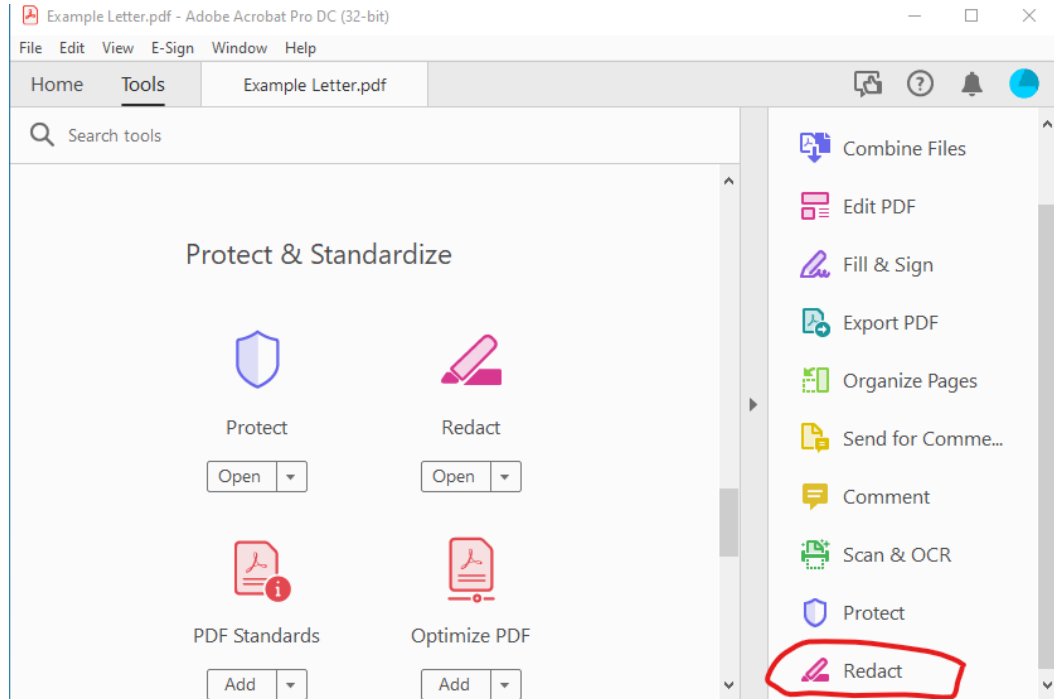 Example Letter.pdf - Adobe Acrobat Pro DC (32-bit)
File Edit View E-Sign Window Help
Home Tools Example Letter.pdf
Search tools
Protect & Standardize
Protect Redact
Open Open
PDF Standards Optimize PDF
Add Add
Combine Files
Edit PDF
Fill & Sign
Export PDF
Organize Pages
Send for Comme...
Comment
Scan & OCR
Protect
Redact